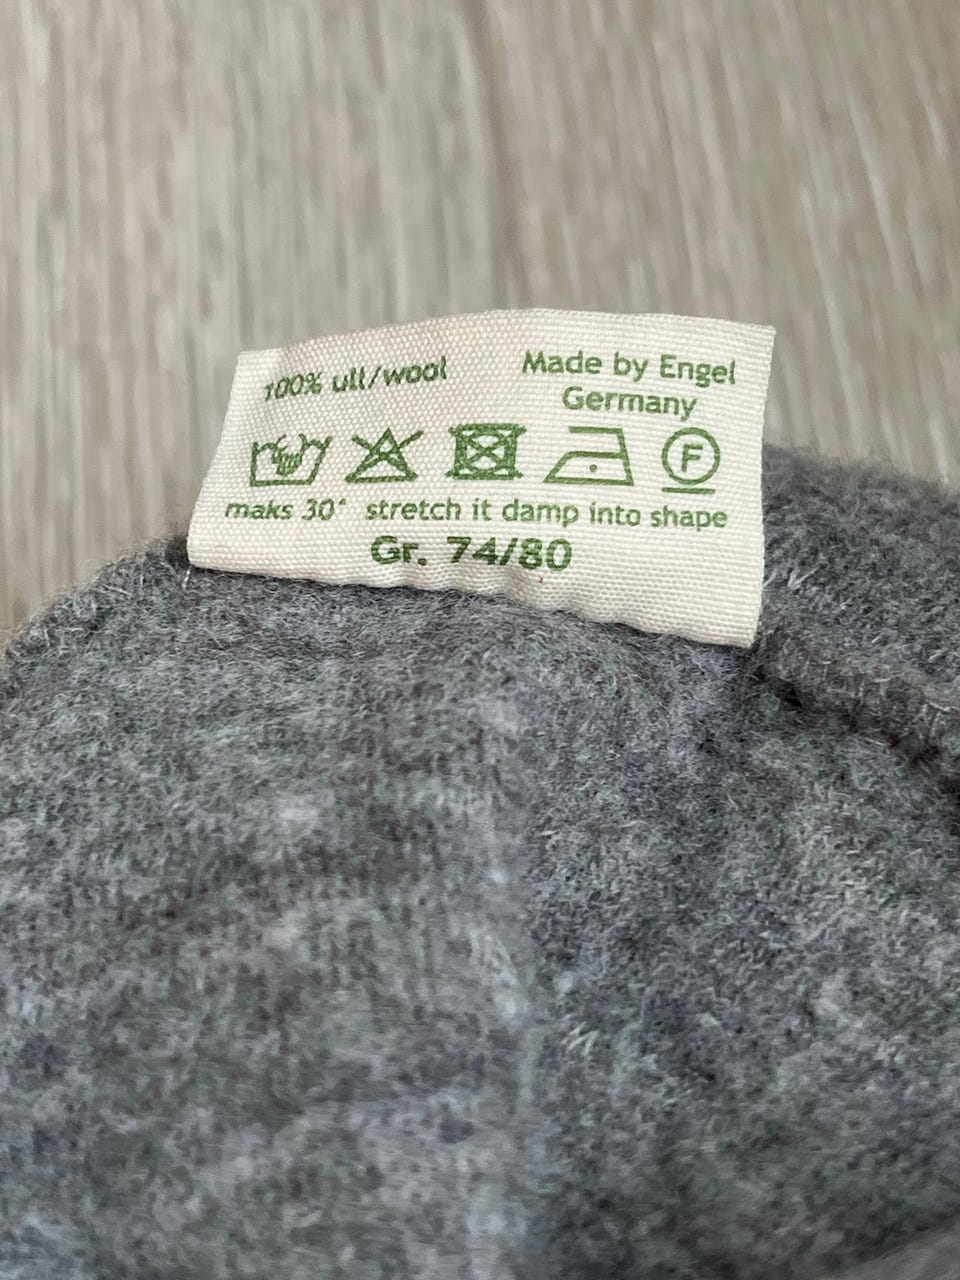 100% ull/wool
Made by Engel
Germany
F
maks 30° stretch it damp into shape
Gr. 74/80